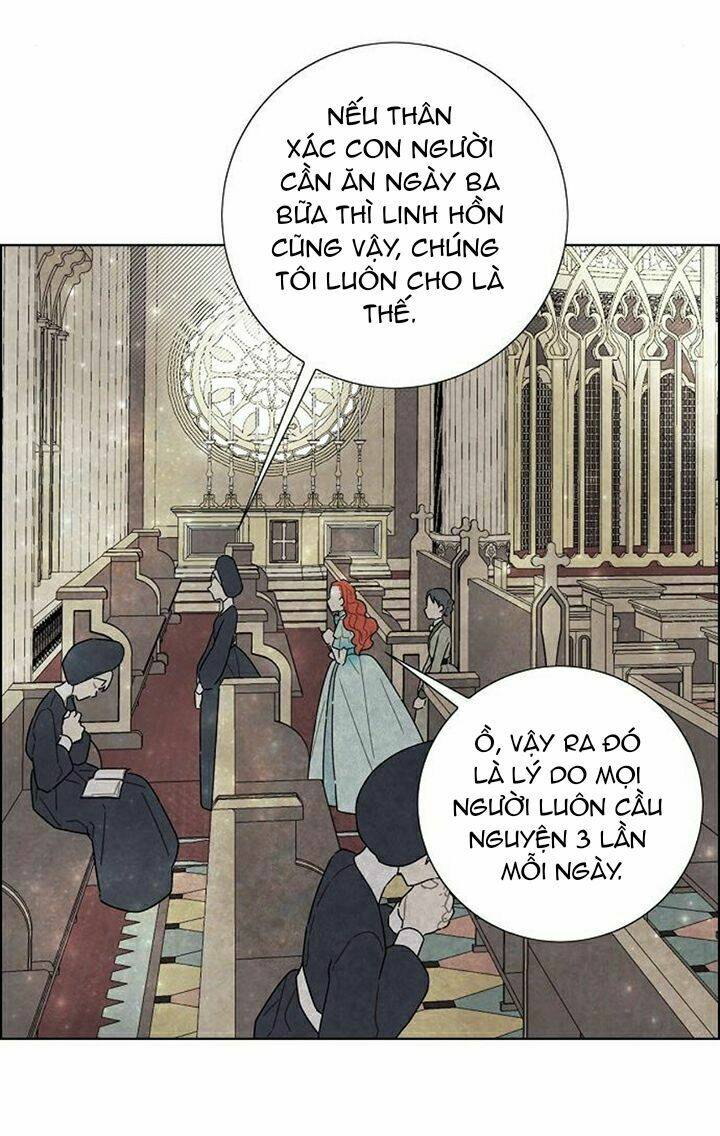 NẾU THÂN
XÁC CON NGƯỜI
CẦN ĂN NGÀY BA
BỮA THÌ LINH HỒN
CŨNG VẬY, CHÚNG
TÔI LUÔN CHO LÀ
THẾ.
Ồ, VẬY RA ĐÓ
LÀ LÝ DO MỌI
NGƯỜI LUÔN CẦU
NGUYỆN 3 LẦN
MỖI NGÀY.